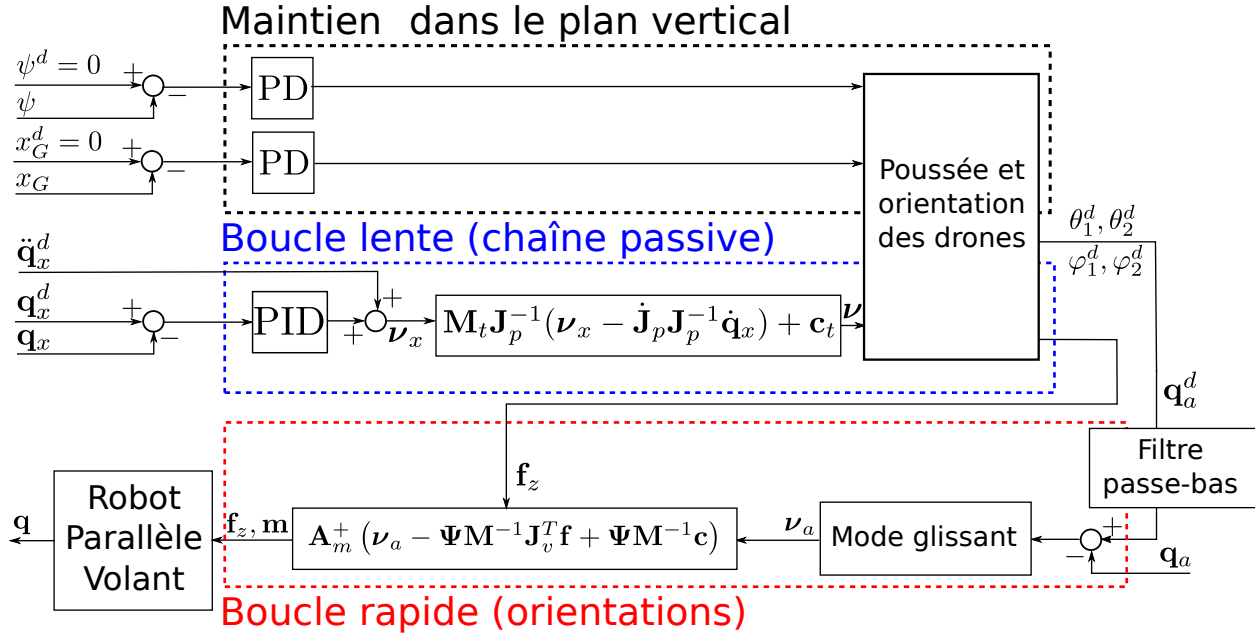 Maintien dans le plan vertical
ψ^d = 0
+
−
ψ
PD
x_G^d = 0
+
−
x_G
PD
Poussée et
orientation
des drones
θ_1^d, θ_2^d
φ_1^d, φ_2^d
Boucle lente (chaîne passive)
q̈_x^d
q_x^d
+
−
q_x
PID
+
+
ν_x
M_t J_p^{-1}(ν_x − J̇_p J_p^{-1} q̇_x) + c_t
ν
q_a^d
Filtre
passe-bas
f_z
Robot
Parallèle
Volant
q
f_z, m
A_m^+ (ν_a − ΨM^{-1}J_v^T f + ΨM^{-1}c)
ν_a
Mode glissant
+
−
q_a
Boucle rapide (orientations)